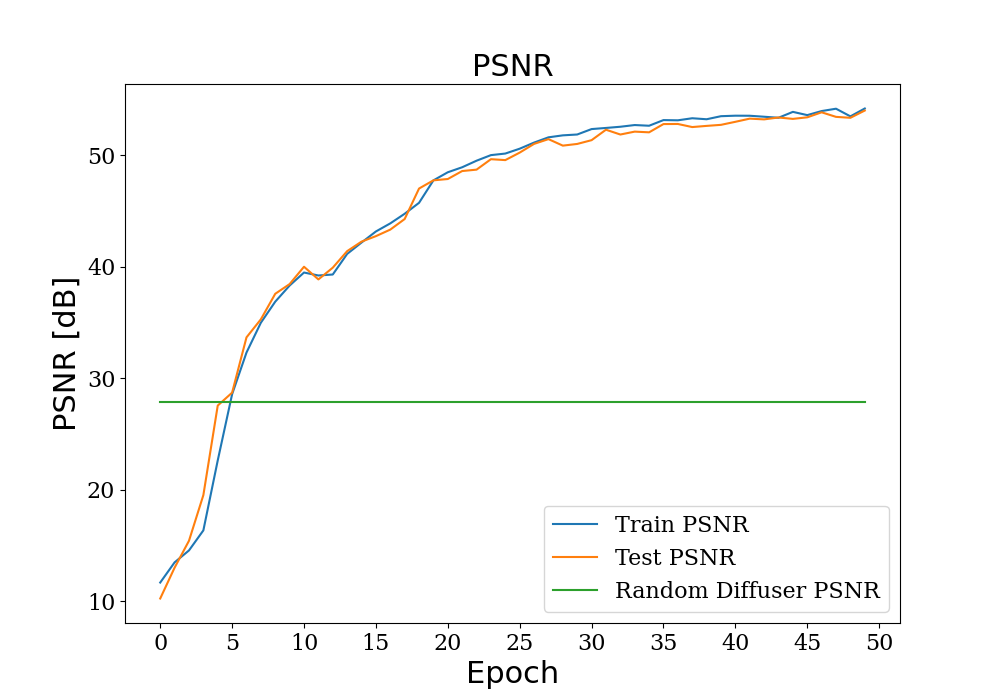 PSNR
PSNR [dB]
50
40
30
20
10
Train PSNR
Test PSNR
Random Diffuser PSNR
0 5 10 15 20 25 30 35 40 45 50
Epoch